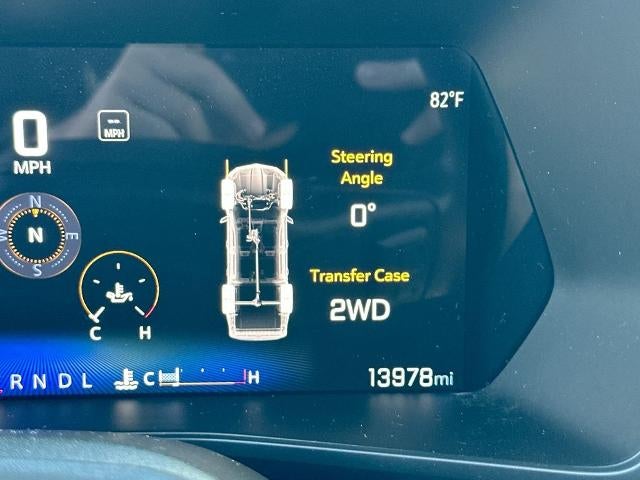 82°F
0
MPH
--
MPH
Steering
Angle
0°
N
E
S
N
Transfer Case
2WD
C H
R N D L
C H
13978mi